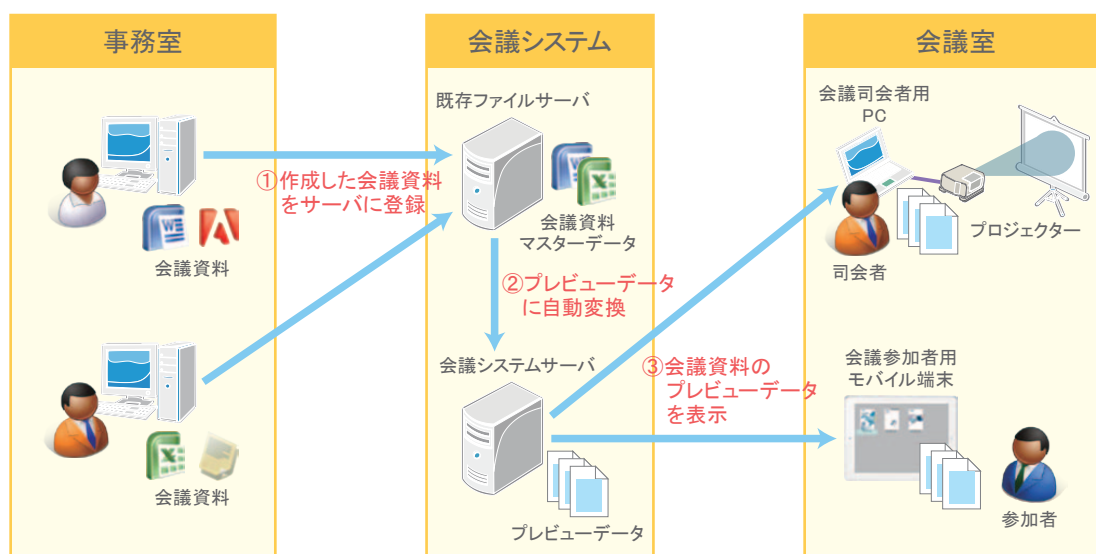 事務室
会議資料
会議資料
①作成した会議資料
をサーバに登録
会議システム
既存ファイルサーバ
会議資料
マスターデータ
②プレビューデータ
に自動変換
会議システムサーバ
プレビューデータ
③会議資料の
プレビューデータ
を表示
会議室
会議司会者用
PC
司会者
プロジェクター
会議参加者用
モバイル端末
参加者